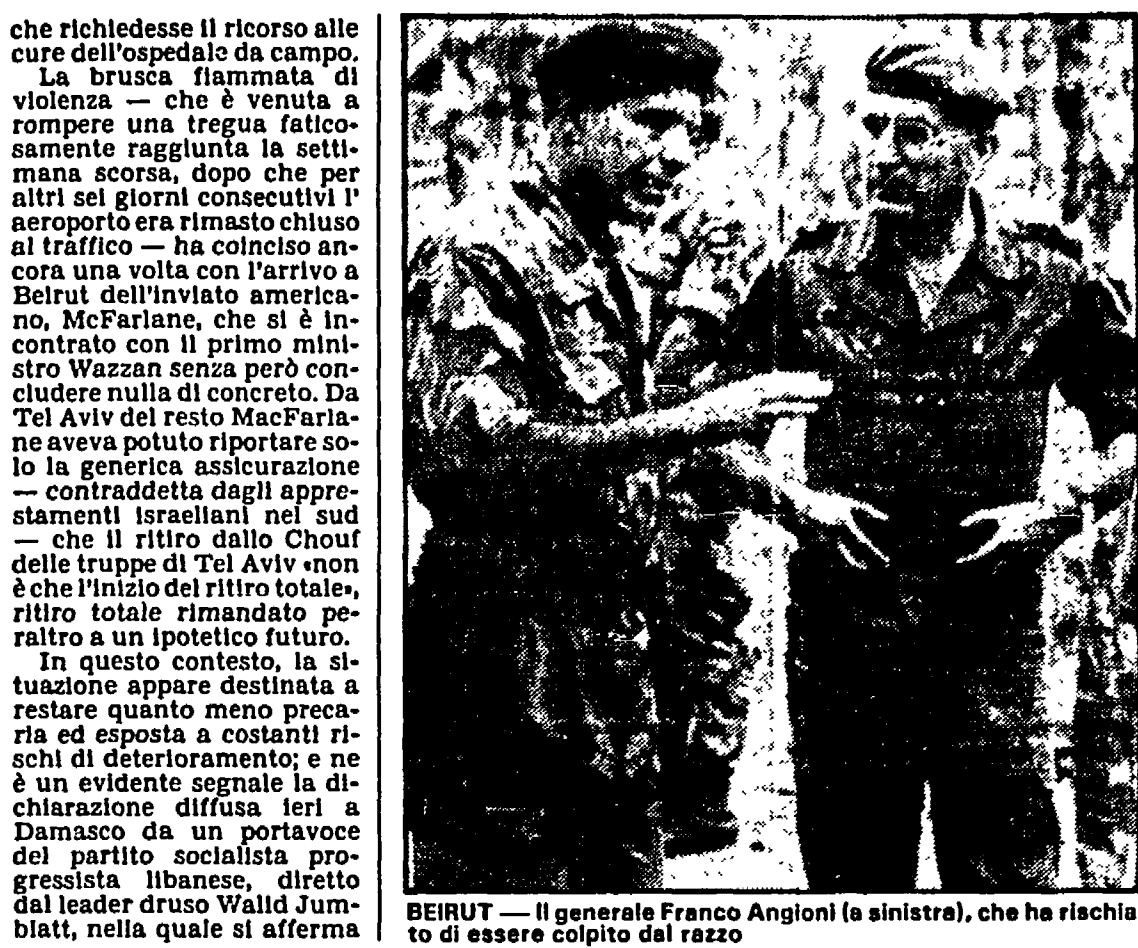 che richiedesse il ricorso alle
cure dell'ospedale da campo.
La brusca fiammata di
violenza — che è venuta a
rompere una tregua fatico-
samente raggiunta la setti-
mana scorsa, dopo che per
altri sei giorni consecutivi l'
aeroporto era rimasto chiuso
al traffico — ha coinciso an-
cora una volta con l'arrivo a
Beirut dell'inviato america-
no, McFarlane, che si è in-
contrato con il primo mini-
stro Wazzan senza però con-
cludere nulla di concreto. Da
Tel Aviv del resto MacFarla-
ne aveva potuto riportare so-
lo la generica assicurazione
— contraddetta dagli appre-
stamenti israeliani nel sud
— che il ritiro dallo Chouf
delle truppe di Tel Aviv «non
è che l'inizio del ritiro totale»,
ritiro totale rimandato pe-
raltro a un ipotetico futuro.
In questo contesto, la si-
tuazione appare destinata a
restare quanto meno preca-
ria ed esposta a costanti ri-
schi di deterioramento; e ne
è un evidente segnale la di-
chiarazione diffusa ieri a
Damasco da un portavoce
del partito socialista pro-
gressista libanese, diretto
dal leader druso Walid Jum-
blatt, nella quale si afferma
BEIRUT — Il generale Franco Angioni (a sinistra), che ha rischia
to di essere colpito dal razzo